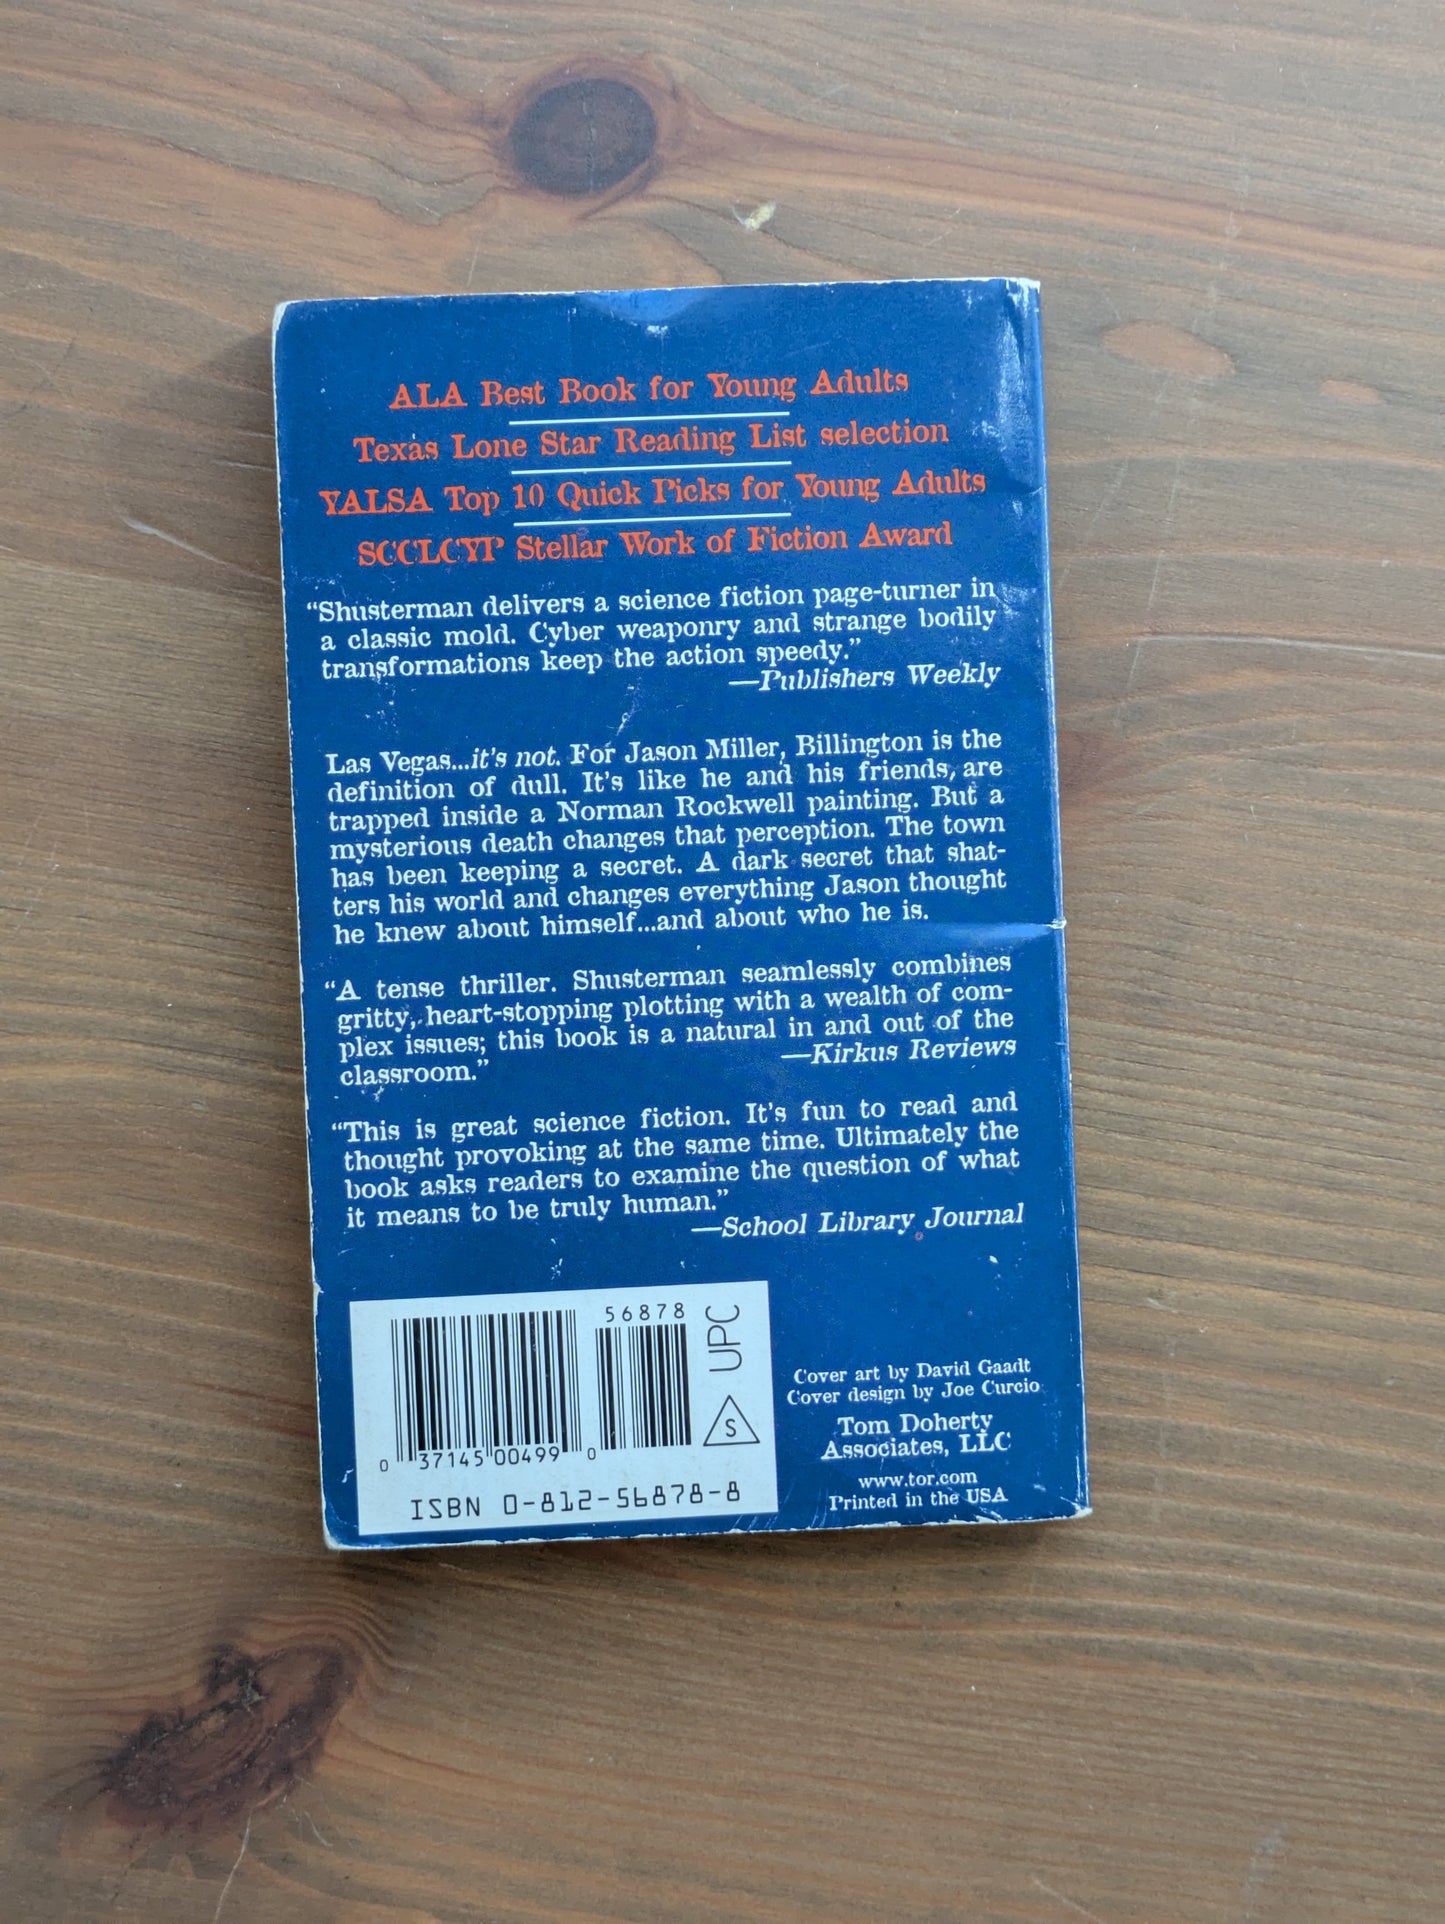 ALA Best Book for Young Adults
Texas Lone Star Reading List selection
YALSA Top 10 Quick Picks for Young Adults
SCCLCYP Stellar Work of Fiction Award
“Shusterman delivers a science fiction page-turner in
a classic mold. Cyber weaponry and strange bodily
transformations keep the action speedy.”
—Publishers Weekly
Las Vegas...it's not. For Jason Miller, Billington is the
definition of dull. It's like he and his friends, are
trapped inside a Norman Rockwell painting. But a
mysterious death changes that perception. The town
has been keeping a secret. A dark secret that shat-
ters his world and changes everything Jason thought
he knew about himself...and about who he is.
“A tense thriller. Shusterman seamlessly combines
gritty, heart-stopping plotting with a wealth of com-
plex issues; this book is a natural in and out of the
classroom.”
—Kirkus Reviews
“This is great science fiction. It's fun to read and
thought provoking at the same time. Ultimately the
book asks readers to examine the question of what
it means to be truly human.”
—School Library Journal
56878
UPC
S
0 37145 00499 0
ISBN 0-812-56878-8
Cover art by David Gaadt
Cover design by Joe Curcio
Tom Doherty
Associates, LLC
www.tor.com
Printed in the USA